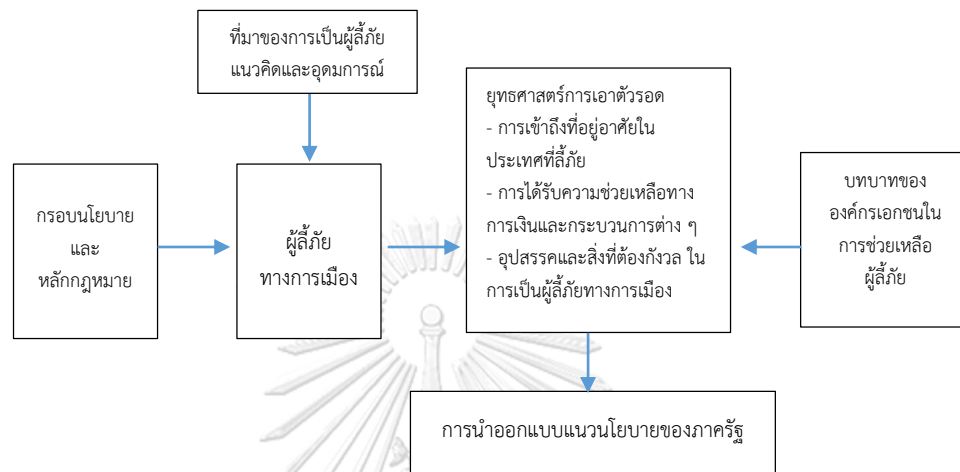 ที่มาของการเป็นผู้ลี้ภัย
แนวคิดและอุดมการณ์
กรอบนโยบาย
และ
หลักกฎหมาย
ผู้ลี้ภัย
ทางการเมือง
ยุทธศาสตร์การเอาตัวรอด
- การเข้าถึงที่อยู่อาศัยใน
ประเทศที่ลี้ภัย
- การได้รับความช่วยเหลือทาง
การเงินและกระบวนการต่าง ๆ
- อุปสรรคและสิ่งที่ต้องกังวล ใน
การเป็นผู้ลี้ภัยทางการเมือง
บทบาทของ
องค์กรเอกชนใน
การช่วยเหลือ
ผู้ลี้ภัย
การนำออกแบบแนวนโยบายของภาครัฐ